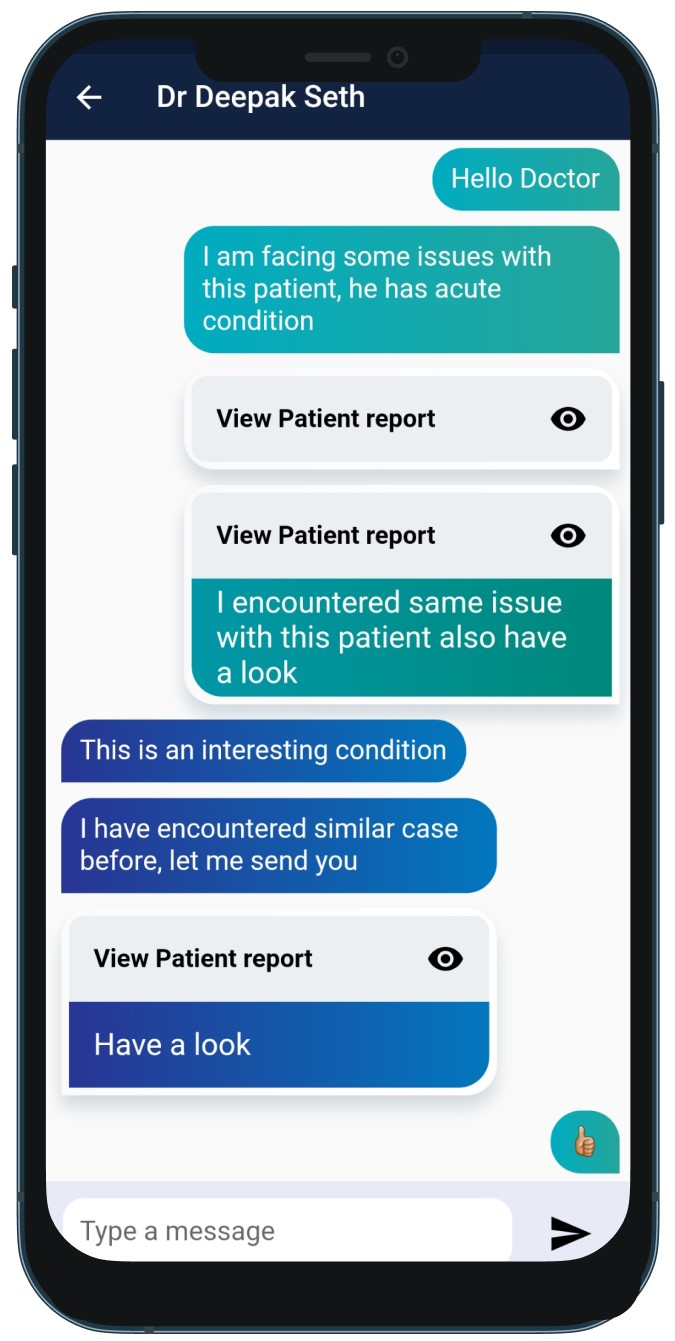 Dr Deepak Seth
Hello Doctor
I am facing some issues with
this patient, he has acute
condition
View Patient report
View Patient report
I encountered same issue
with this patient also have
a look
This is an interesting condition
I have encountered similar case
before, let me send you
View Patient report
Have a look
👍🏼
Type a message